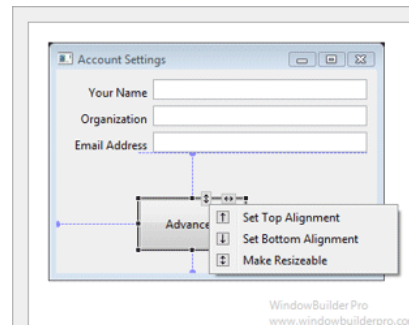 Account Settings
Your Name
Organization
Email Address
Advance
Set Top Alignment
Set Bottom Alignment
Make Resizeable
WindowBuilder Pro
www.windowbuilderpro.com